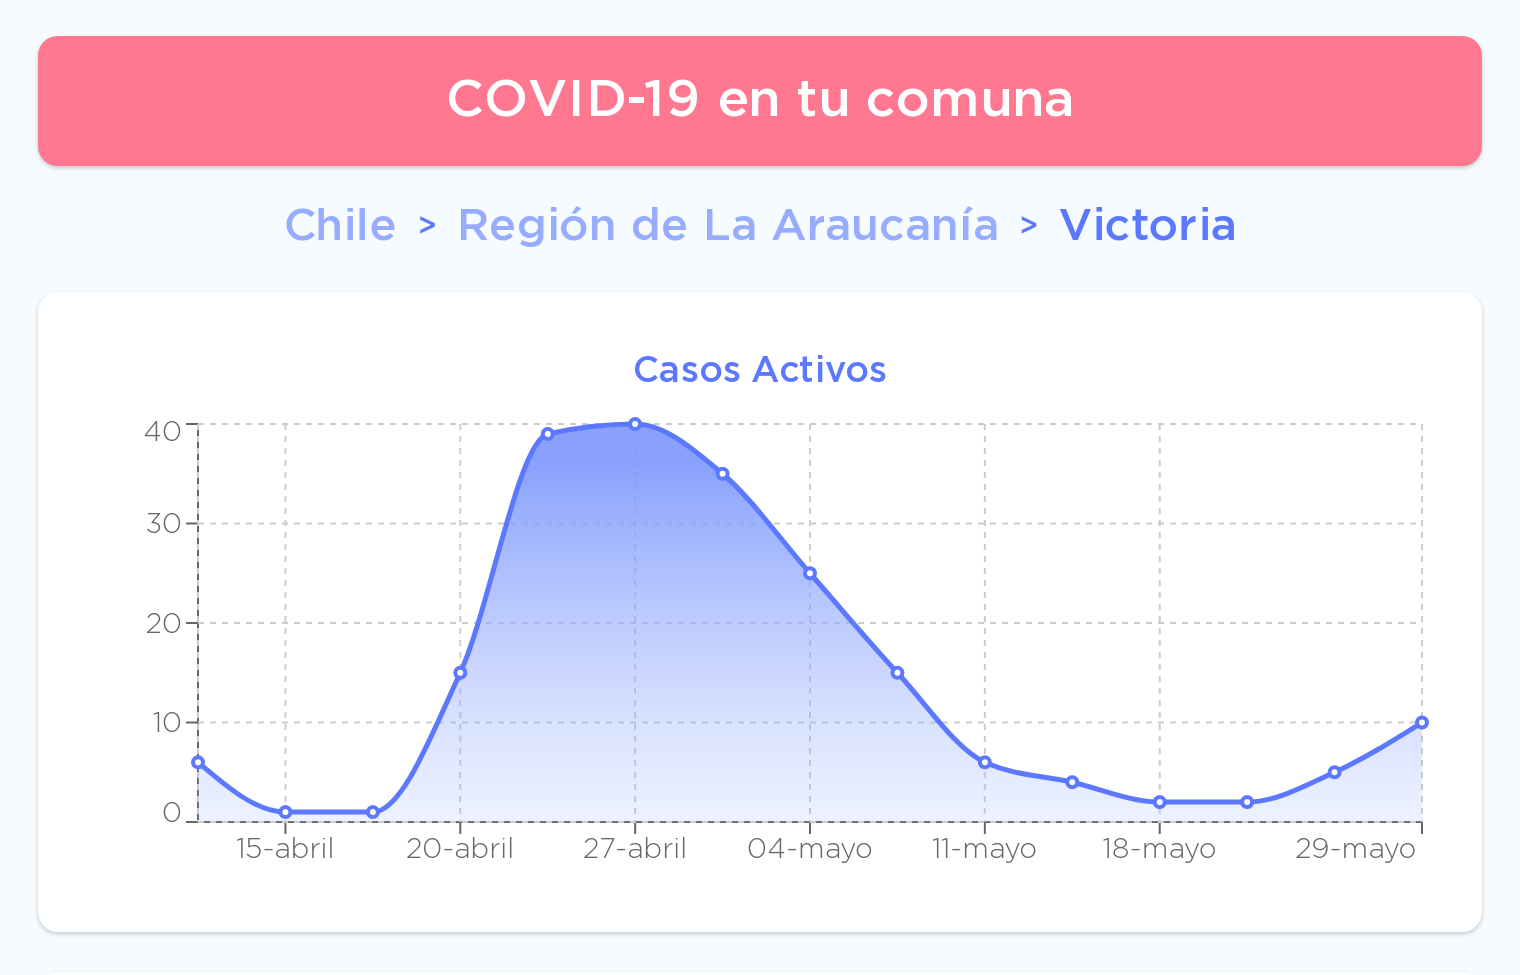 COVID-19 en tu comuna
Chile > Región de La Araucanía > Victoria
Casos Activos
40
30
20
10
0
15-abril 20-abril 27-abril 04-mayo 11-mayo 18-mayo 29-mayo